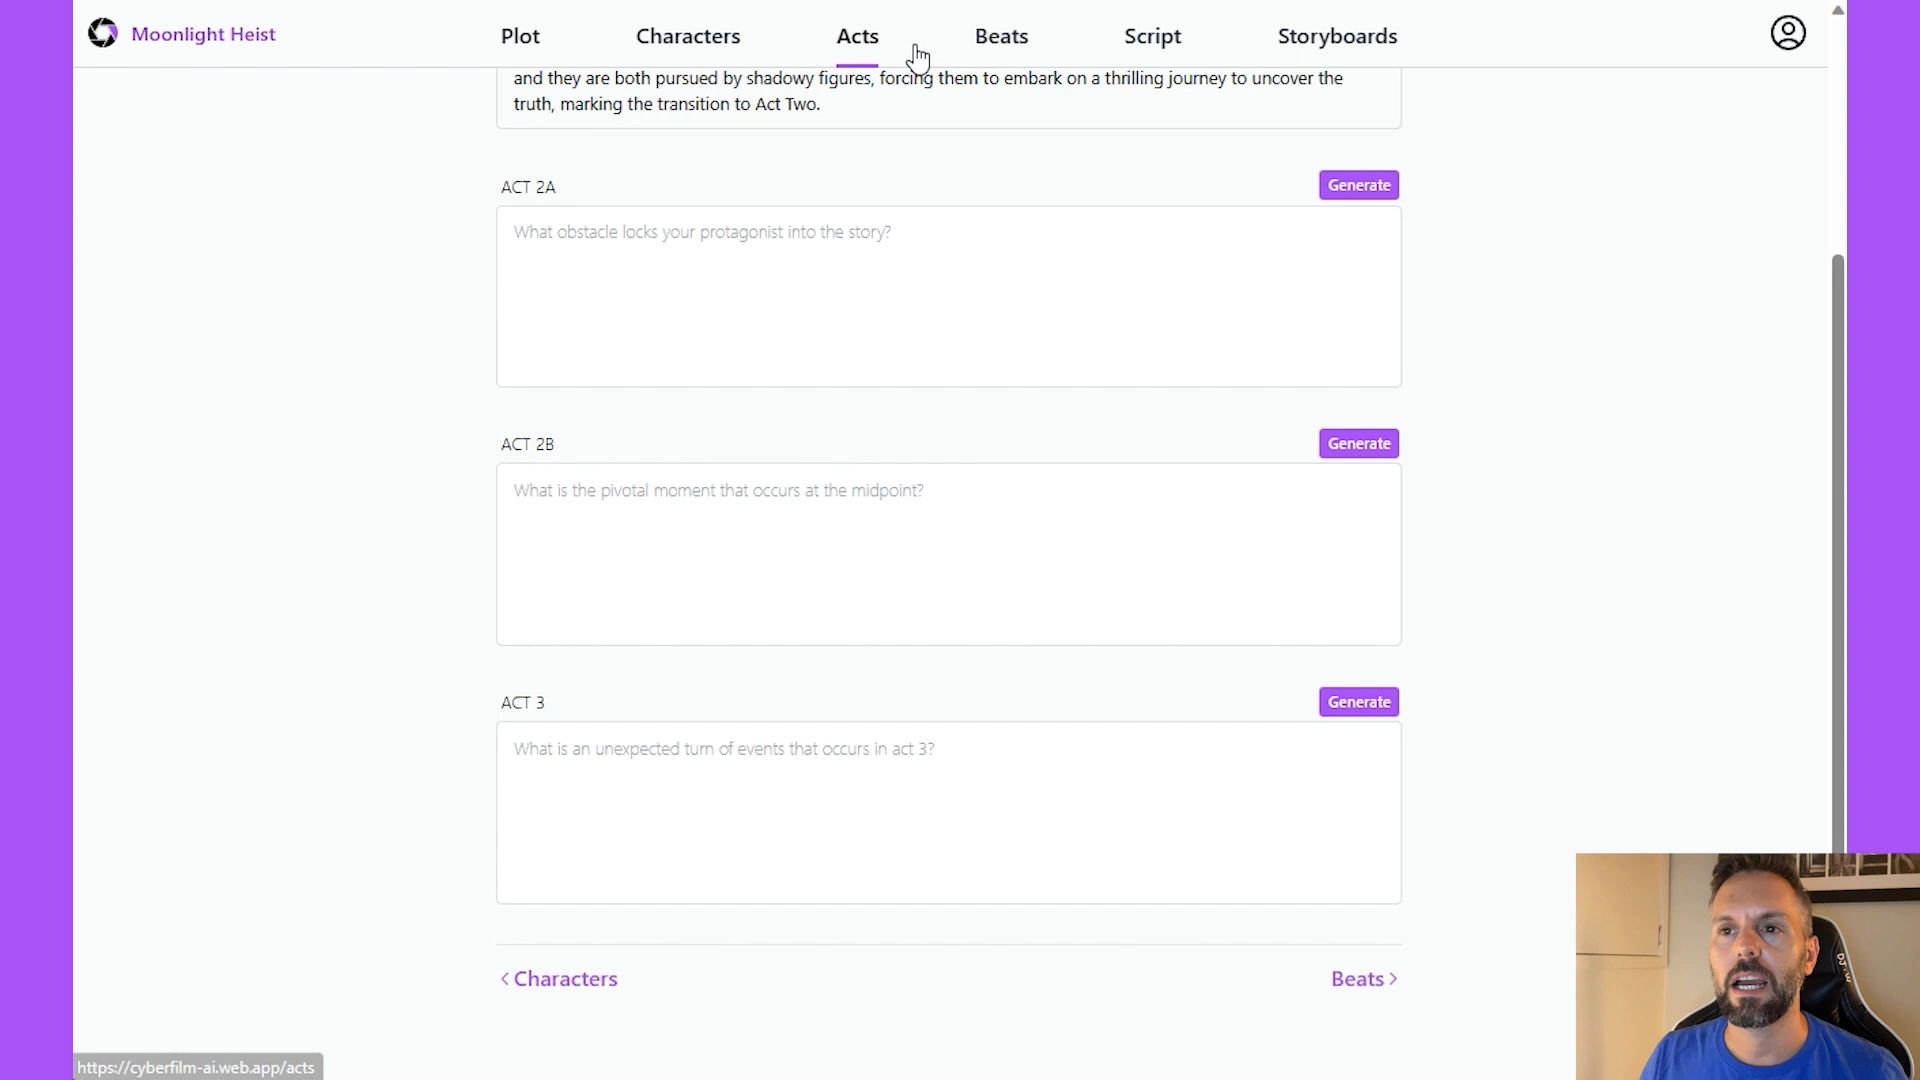 Moonlight Heist
Plot
Characters
Acts
Beats
Script
Storyboards
and they are both pursued by shadowy figures, forcing them to embark on a thrilling journey to uncover the
truth, marking the transition to Act Two.
ACT 2A
Generate
What obstacle locks your protagonist into the story?
ACT 2B
Generate
What is the pivotal moment that occurs at the midpoint?
ACT 3
Generate
What is an unexpected turn of events that occurs in act 3?
< Characters
Beats >
https://cyberfilm-ai.web.app/acts